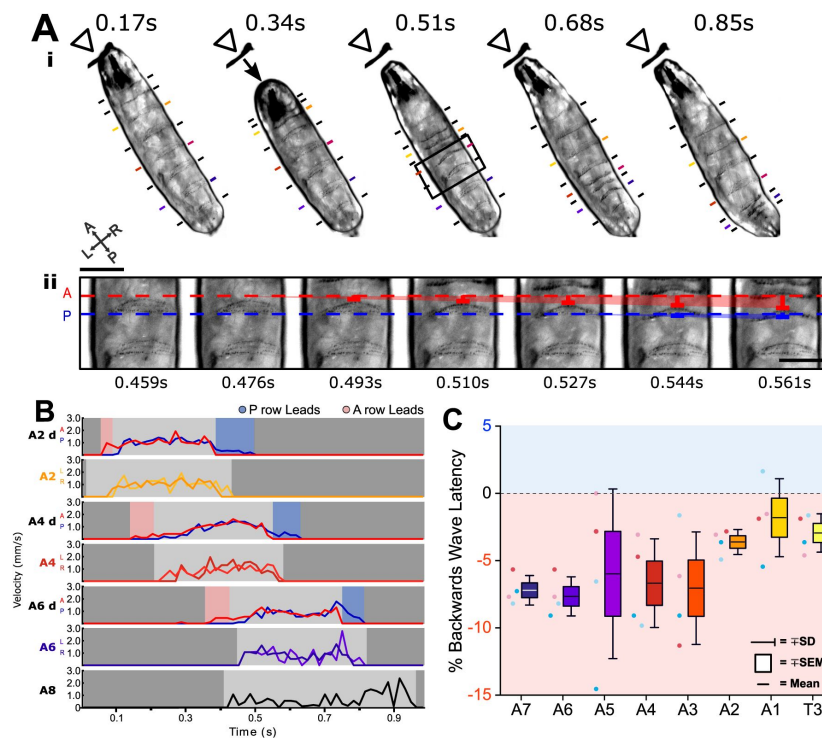 A
0.17s 0.34s 0.51s 0.68s 0.85s
i
A R
L P
ii
A
P
0.459s 0.476s 0.493s 0.510s 0.527s 0.544s 0.561s
B
P row Leads A row Leads
A2 d A P 3.0 2.0 1.0
A2 L R 3.0 2.0 1.0
A4 d A P 3.0 2.0 1.0
A4 L R 3.0 2.0 1.0
A6 d A P 3.0 2.0 1.0
A6 L R 3.0 2.0 1.0
A8 3.0 2.0 1.0 0
Velocity (mm/s)
0.1 0.3 0.5 0.7 0.9
Time (s)
C
% Backwards Wave Latency
5
0
-5
-10
-15
= ∓SD
= ∓SEM
= Mean
A7 A6 A5 A4 A3 A2 A1 T3